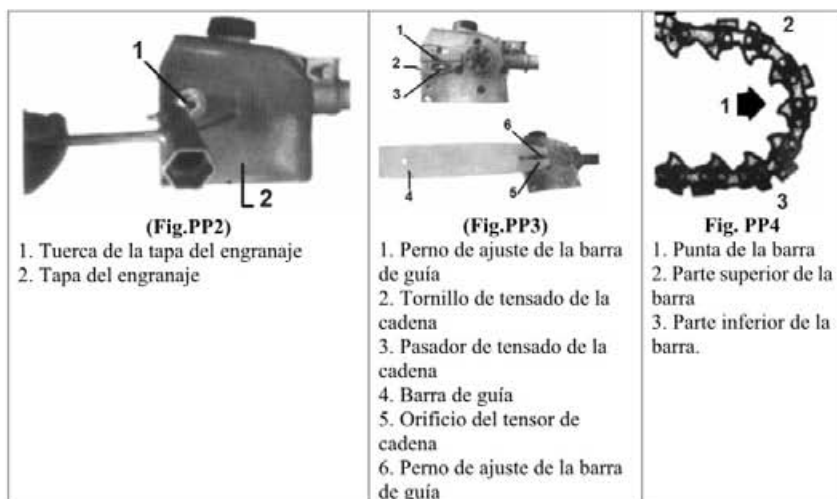 1
2
(Fig.PP2)
1. Tuerca de la tapa del engranaje
2. Tapa del engranaje
1
2
3
6
4
5
(Fig.PP3)
1. Perno de ajuste de la barra
de guía
2. Tornillo de tensado de la
cadena
3. Pasador de tensado de la
cadena
4. Barra de guía
5. Orificio del tensor de
cadena
6. Perno de ajuste de la barra
de guía
2
1
3
Fig. PP4
1. Punta de la barra
2. Parte superior de la
barra
3. Parte inferior de la
barra.